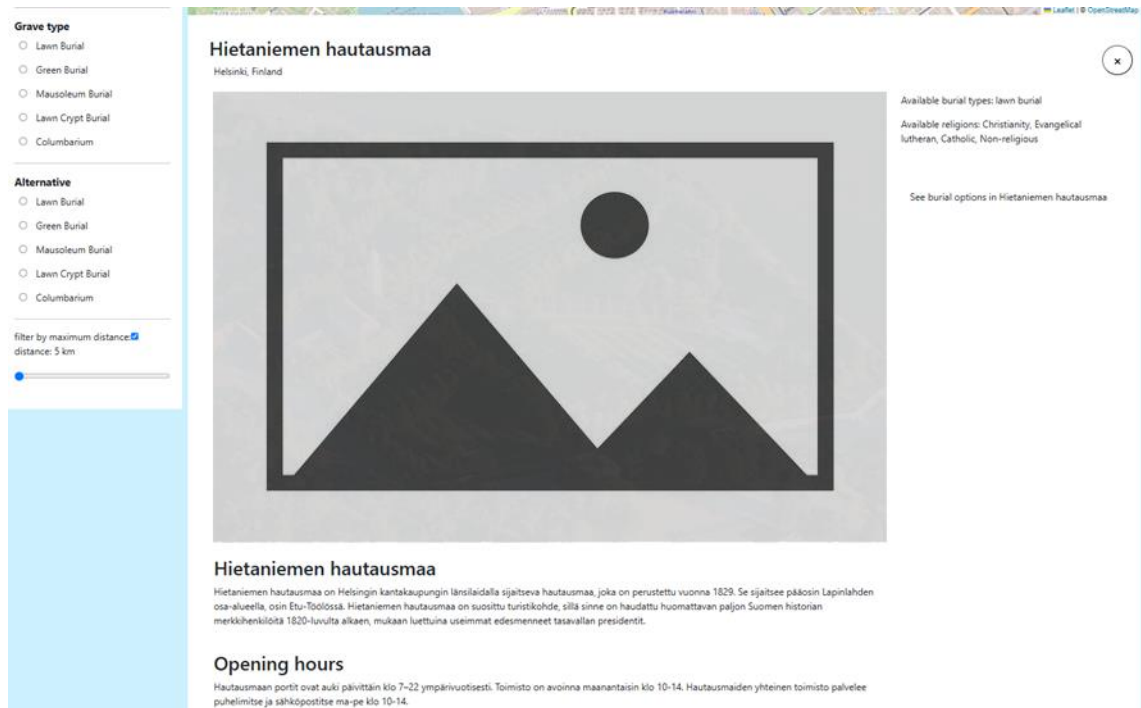 Leaflet | © OpenStreetMap
Grave type
Lawn Burial
Green Burial
Mausoleum Burial
Lawn Crypt Burial
Columbarium
Alternative
Lawn Burial
Green Burial
Mausoleum Burial
Lawn Crypt Burial
Columbarium
filter by maximum distance:
distance: 5 km
Hietaniemen hautausmaa
Helsinki, Finland
×
Available burial types: lawn burial
Available religions: Christianity, Evangelical
lutheran, Catholic, Non-religious
See burial options in Hietaniemen hautausmaa
Hietaniemen hautausmaa
Hietaniemen hautausmaa on Helsingin kantakaupungin länsilaidalla sijaitseva hautausmaa, joka on perustettu vuonna 1829. Se sijaitsee pääosin Lapinlahden
osa-alueella, osin Etu-Töölössä. Hietaniemen hautausmaa on suosittu turistikohde, sillä sinne on haudattu huomattavan paljon Suomen historian
merkkihenkilöitä 1820-luvulta alkaen, mukaan luettuina useimmat edesmenneet tasavallan presidentit.
Opening hours
Hautausmaan portit ovat auki päivittäin klo 7–22 ympärivuotisesti. Toimisto on avoinna maanantaisin klo 10-14. Hautausmaiden yhteinen toimisto palvelee
puhelimitse ja sähköpostitse ma-pe klo 10-14.